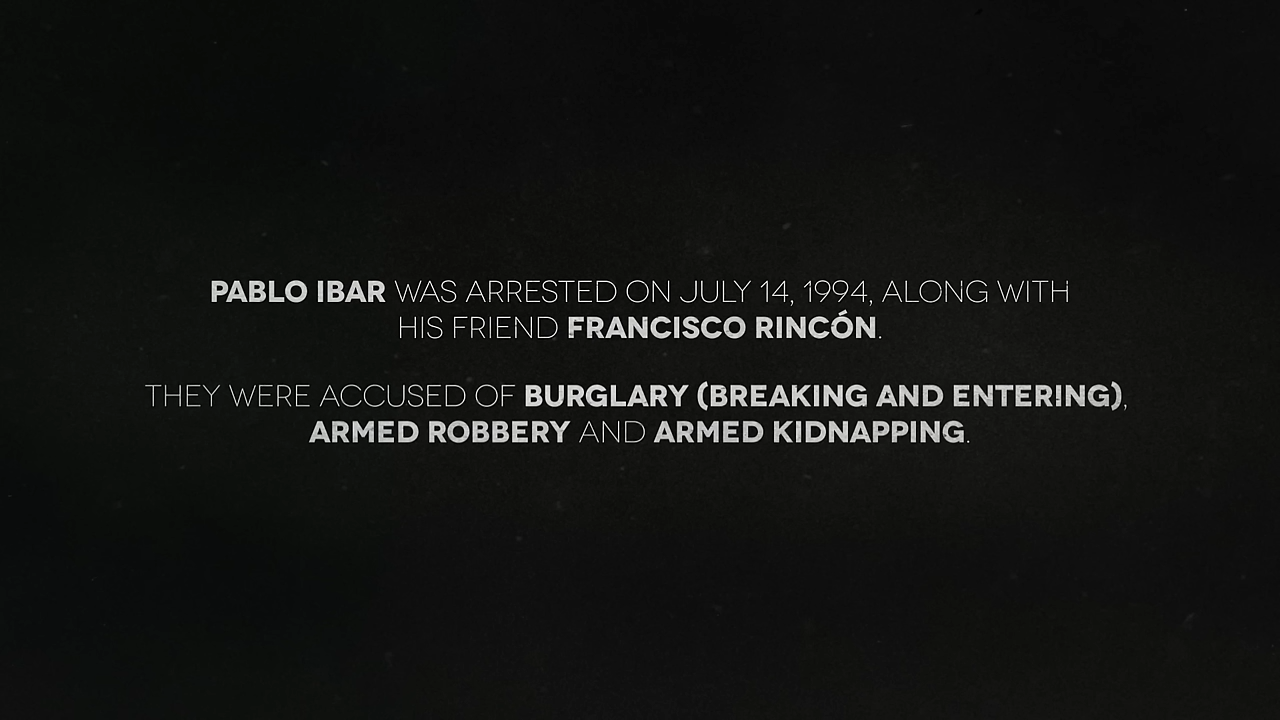 PABLO IBAR WAS ARRESTED ON JULY 14, 1994, ALONG WITH
HIS FRIEND FRANCISCO RINCÓN.
THEY WERE ACCUSED OF BURGLARY (BREAKING AND ENTERING),
ARMED ROBBERY AND ARMED KIDNAPPING.